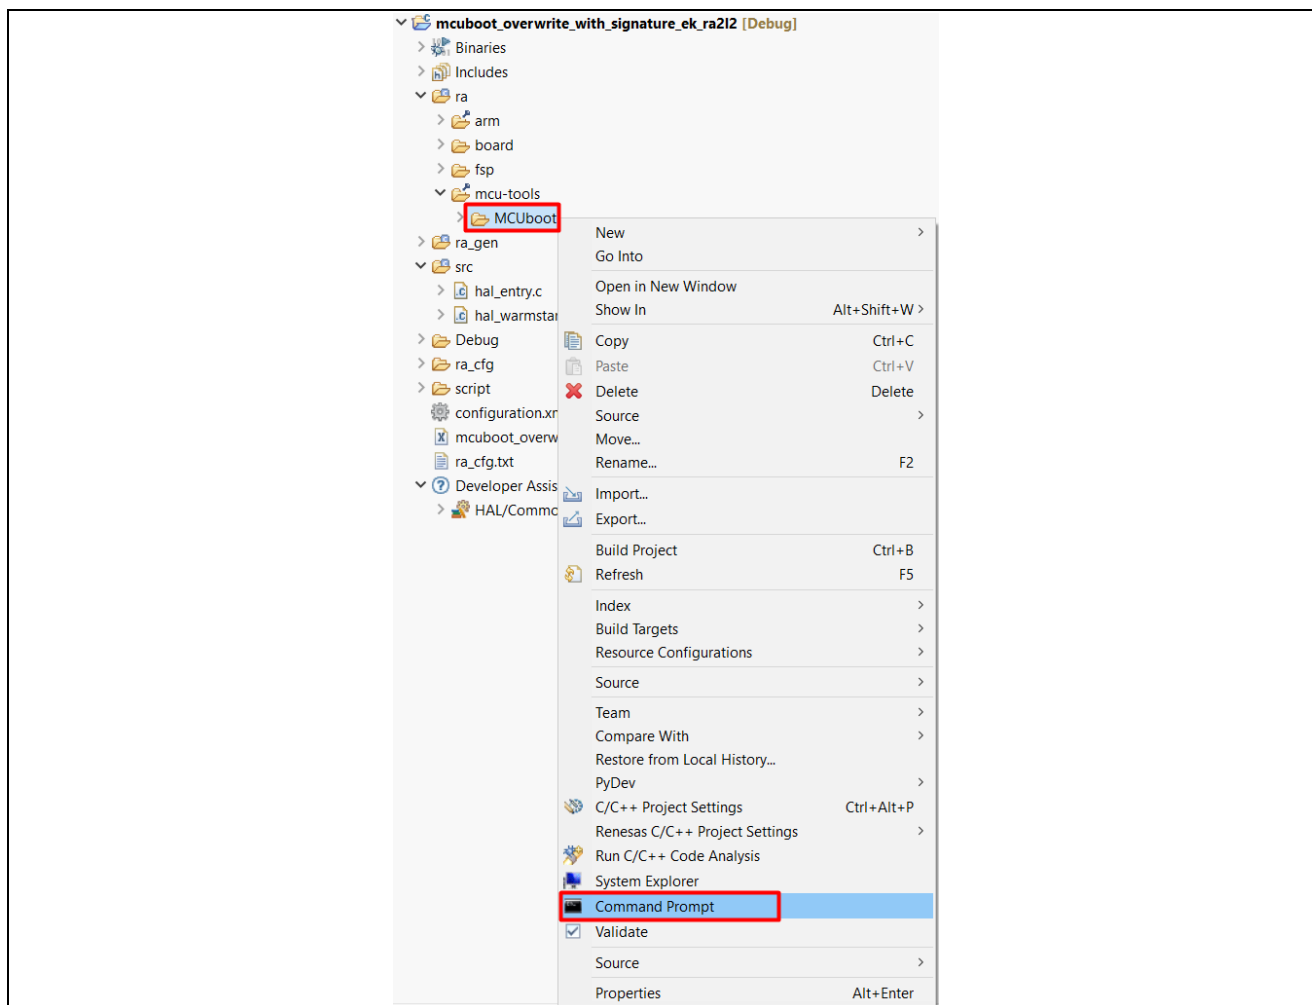 mcuboot_overwrite_with_signature_ek_ra2l2 [Debug]
Binaries
Includes
ra
arm
board
fsp
mcu-tools
MCUboot
ra_gen
src
hal_entry.c
hal_warmstar
Debug
ra_cfg
script
configuration.xm
mcuboot_overw
ra_cfg.txt
Developer Assis
HAL/Commo
New
Go Into
Open in New Window
Show In Alt+Shift+W
Copy Ctrl+C
Paste Ctrl+V
Delete Delete
Source
Move...
Rename... F2
Import...
Export...
Build Project Ctrl+B
Refresh F5
Index
Build Targets
Resource Configurations
Source
Team
Compare With
Restore from Local History...
PyDev
C/C++ Project Settings Ctrl+Alt+P
Renesas C/C++ Project Settings
Run C/C++ Code Analysis
System Explorer
Command Prompt
Validate
Source
Properties Alt+Enter